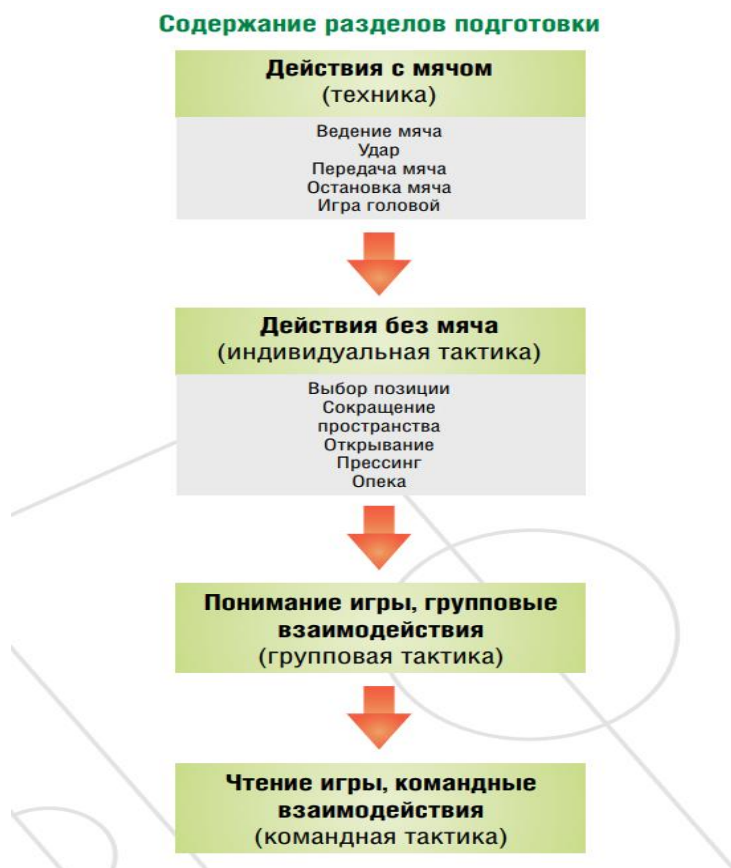 Содержание разделов подготовки
Действия с мячом
(техника)
Ведение мяча
Удар
Передача мяча
Остановка мяча
Игра головой
Действия без мяча
(индивидуальная тактика)
Выбор позиции
Сокращение
пространства
Открывание
Прессинг
Опека
Понимание игры, групповые
взаимодействия
(групповая тактика)
Чтение игры, командные
взаимодействия
(командная тактика)